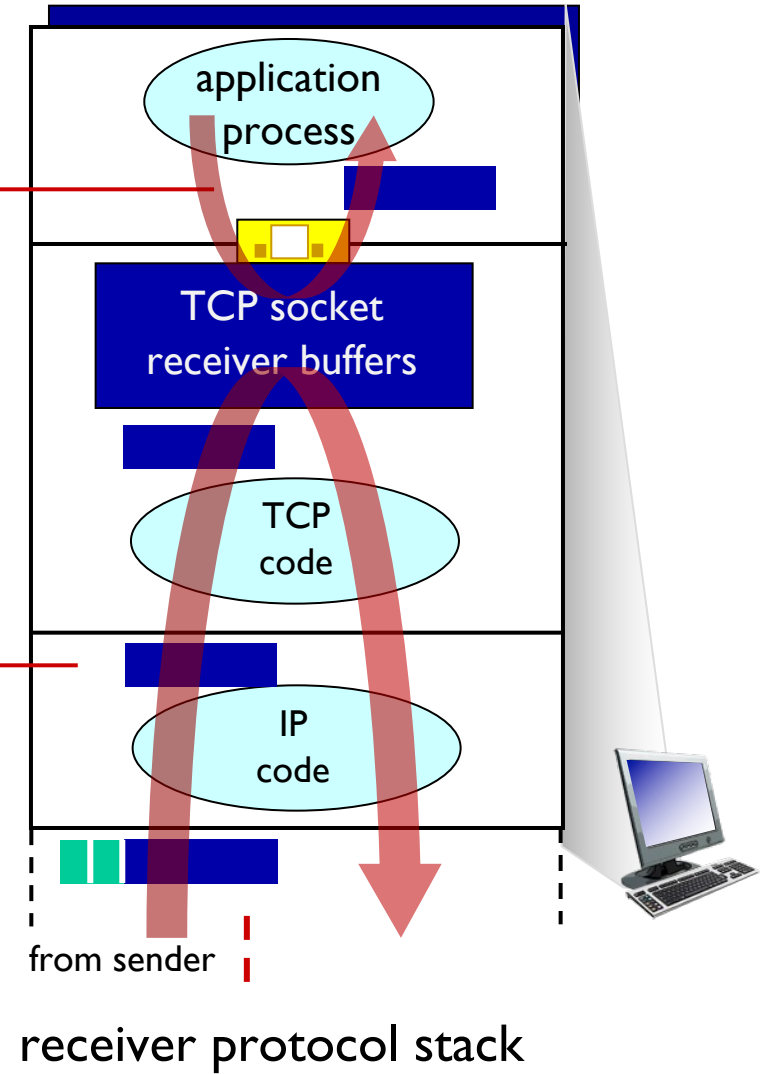 application
process
TCP socket
receiver buffers
TCP
code
IP
code
from sender
receiver protocol stack